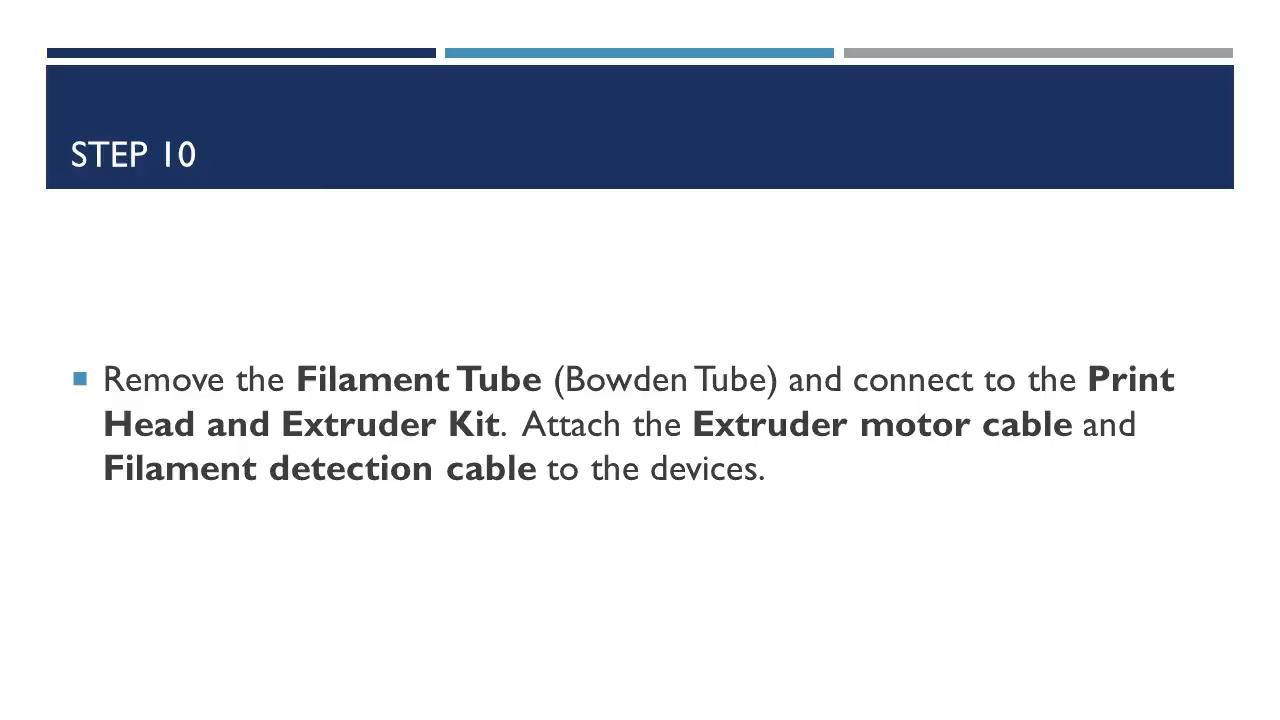 STEP 10
Remove the Filament Tube (Bowden Tube) and connect to the Print
Head and Extruder Kit.  Attach the Extruder motor cable and
Filament detection cable to the devices.